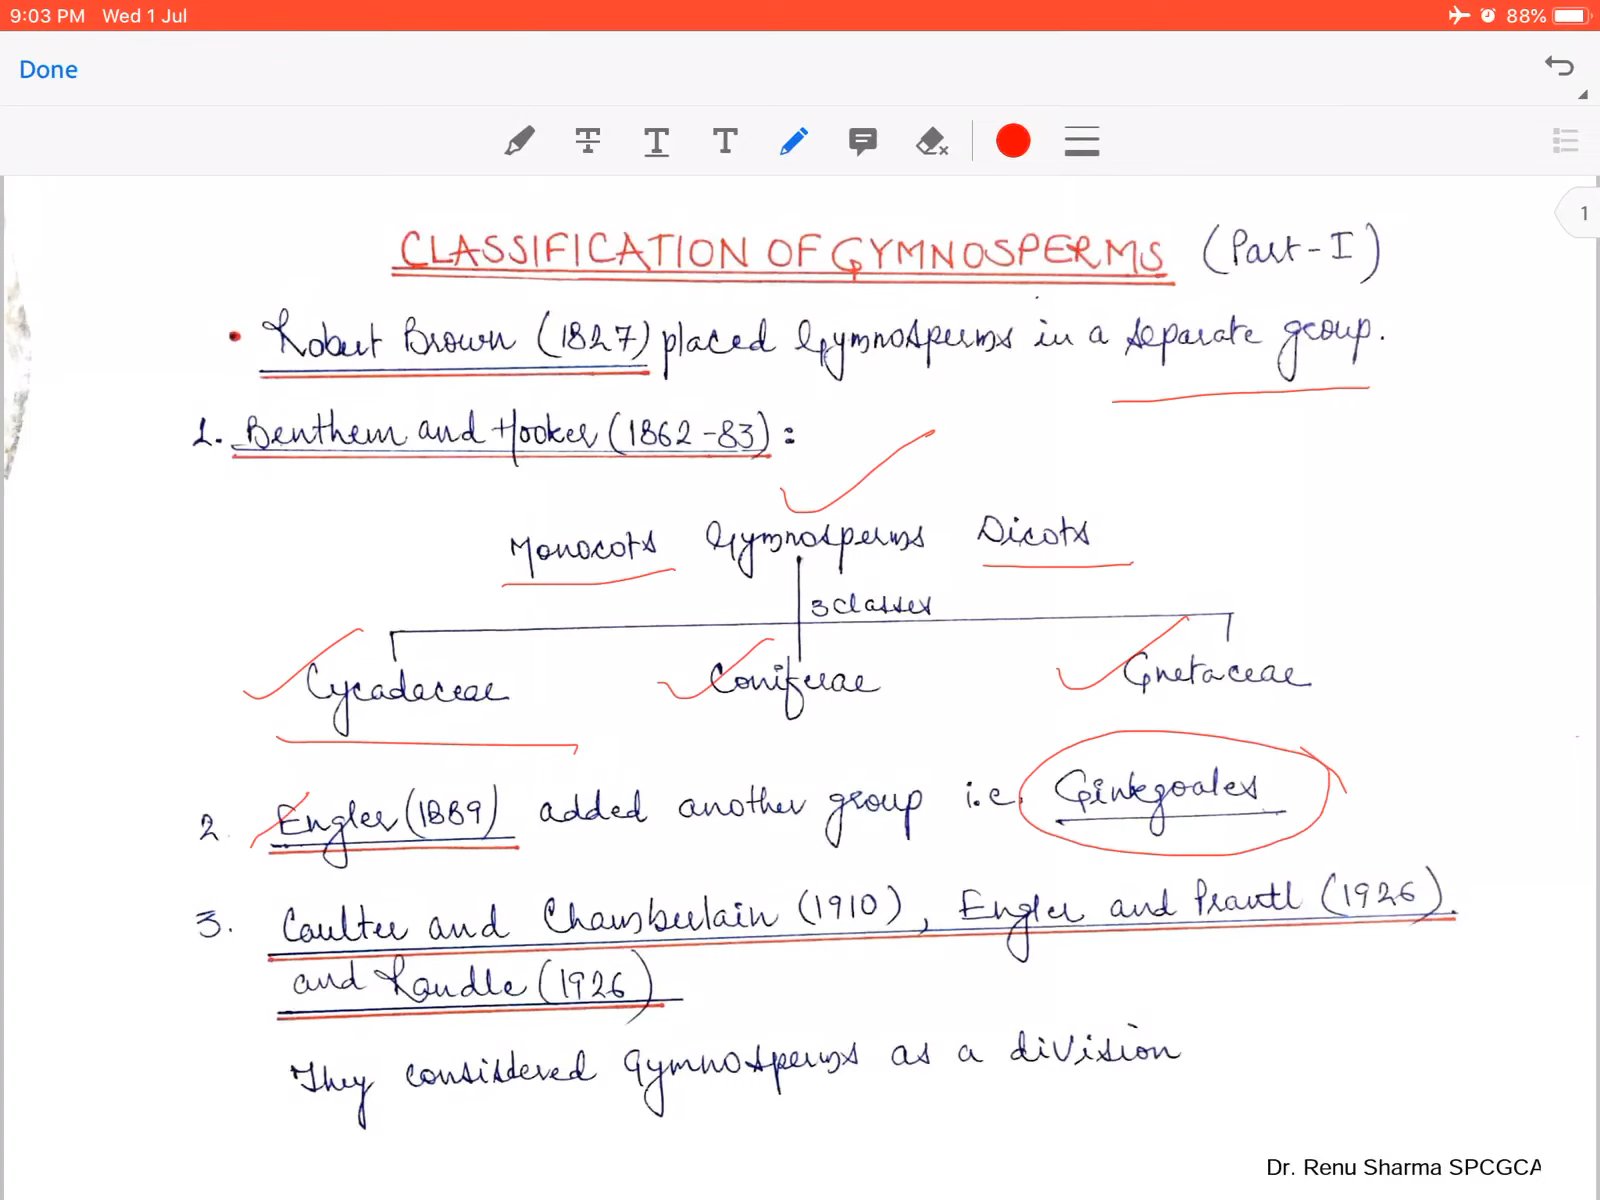 9:03 PM Wed 1 Jul 88%
Done
1
CLASSIFICATION OF GYMNOSPERMS (Part-I)
• Robert Brown (1827) placed Gymnosperms in a separate group.
1. Benthem and Hooker (1862-83):
Monocots Gymnosperms Dicots
3 classes
Cycadaceae Coniferae Gnetaceae
2. Engler (1889) added another group i.e. Ginkgoales
3. Coulter and Chamberlain (1910), Engler and Prantl (1926).
and Randle (1926)
They considered Gymnosperms as a division
Dr. Renu Sharma SPCGCA